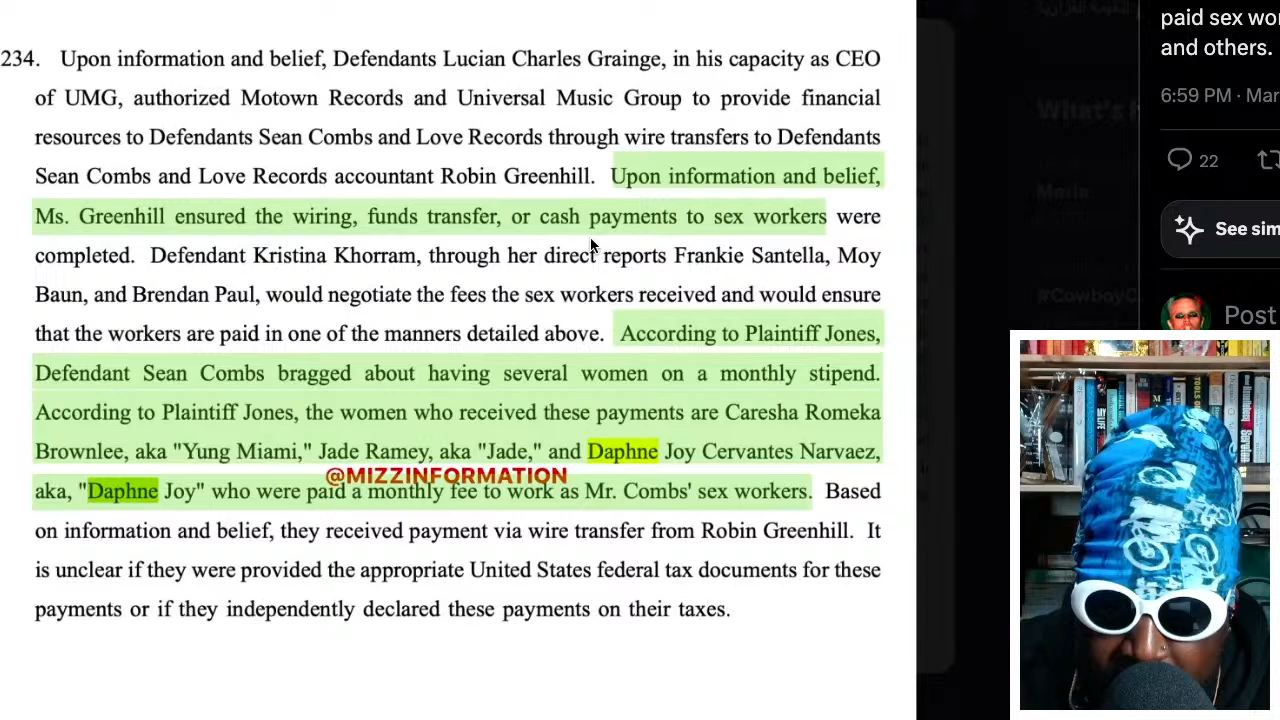 234. Upon information and belief, Defendants Lucian Charles Grainge, in his capacity as CEO
of UMG, authorized Motown Records and Universal Music Group to provide financial
resources to Defendants Sean Combs and Love Records through wire transfers to Defendants
Sean Combs and Love Records accountant Robin Greenhill. Upon information and belief,
Ms. Greenhill ensured the wiring, funds transfer, or cash payments to sex workers were
completed. Defendant Kristina Khorram, through her direct reports Frankie Santella, Moy
Baun, and Brendan Paul, would negotiate the fees the sex workers received and would ensure
that the workers are paid in one of the manners detailed above. According to Plaintiff Jones,
Defendant Sean Combs bragged about having several women on a monthly stipend.
According to Plaintiff Jones, the women who received these payments are Caresha Romeka
Brownlee, aka "Yung Miami," Jade Ramey, aka "Jade," and Daphne Joy Cervantes Narvaez,
@MIZZINFORMATION
aka, "Daphne Joy" who were paid a monthly fee to work as Mr. Combs' sex workers. Based
on information and belief, they received payment via wire transfer from Robin Greenhill. It
is unclear if they were provided the appropriate United States federal tax documents for these
payments or if they independently declared these payments on their taxes.
paid sex wor
and others.
6:59 PM · Mar
22
See sim
Post
What's h